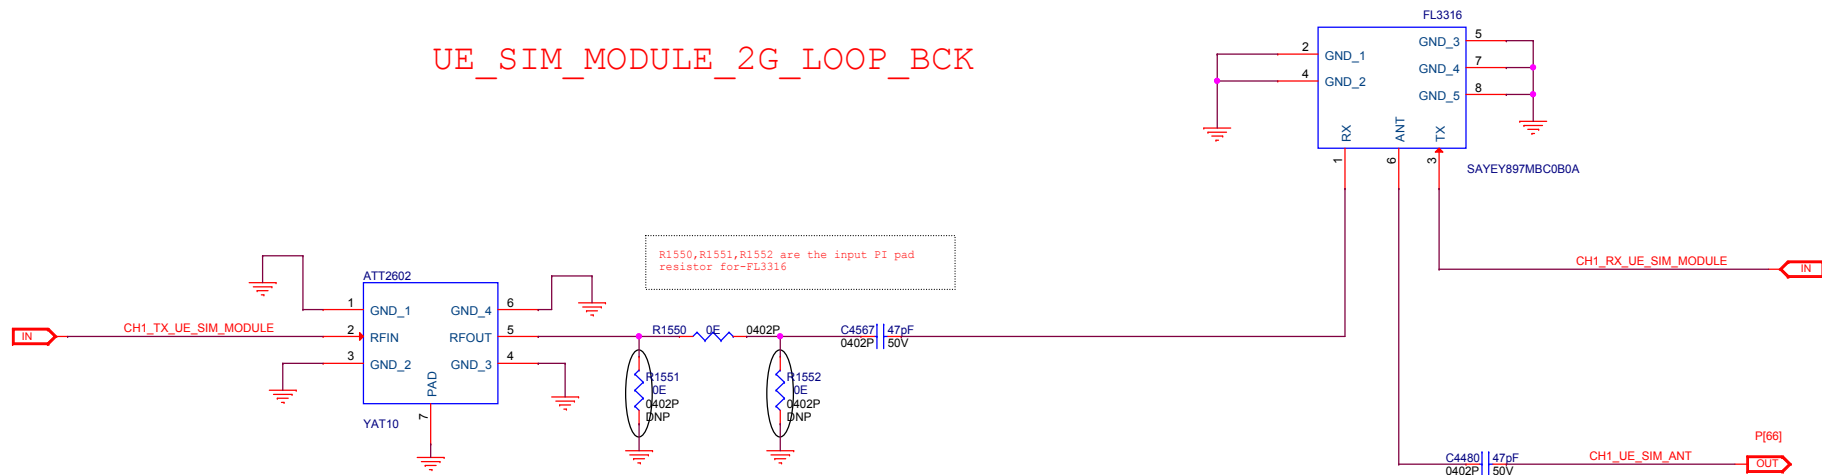 FL3316
UE_SIM_MODULE_2G_LOOP_BCK
2 GND_1 GND_3 5
4 GND_2 GND_4 7
GND_5 8
RX ANT TX
1 6 3
SAYEY897MBC0B0A
R1550,R1551,R1552 are the input PI pad
resistor for-FL3316
CH1_RX_UE_SIM_MODULE IN
ATT2602
1 GND_1 GND_4 6
IN CH1_TX_UE_SIM_MODULE 2 RFIN RFOUT 5
3 GND_2 GND_3 4
PAD
7
YAT10
R1550 0E 0402P
C4567 47pF
0402P 50V
R1551
0E
0402P
DNP
R1552
0E
0402P
DNP
P[66]
C4480 47pF CH1_UE_SIM_ANT OUT
0402P 50V